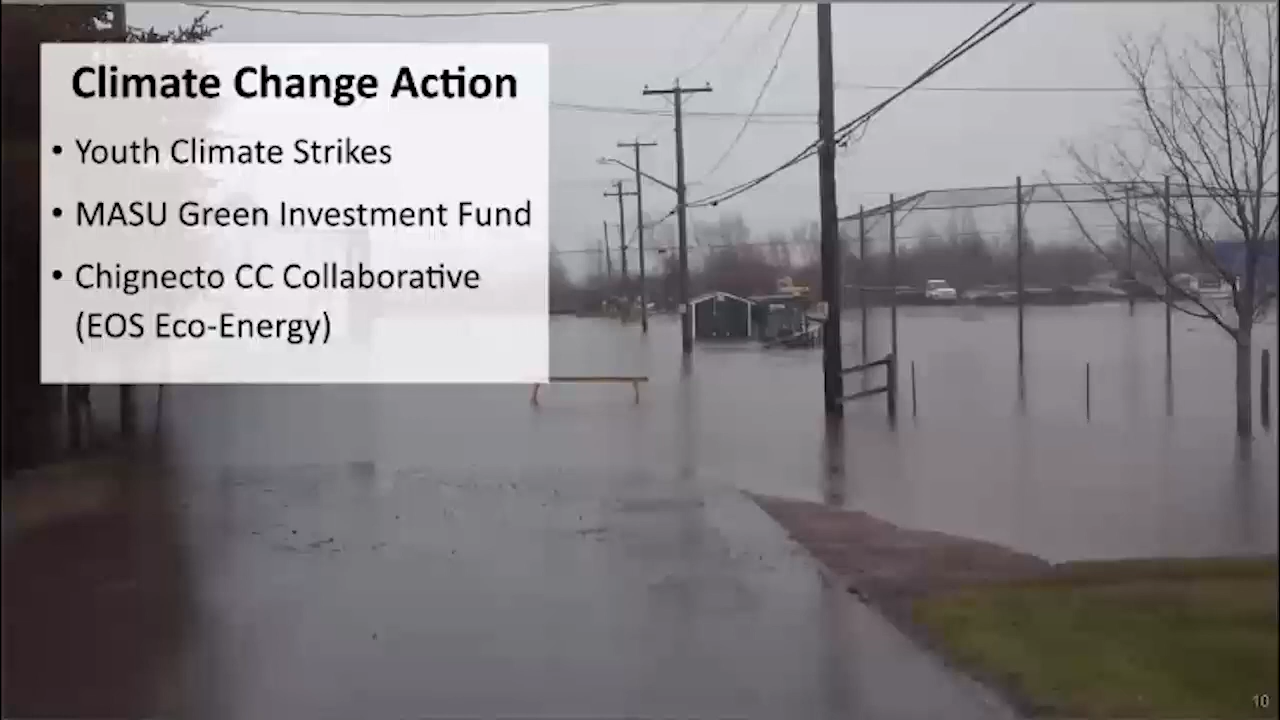 Climate Change Action
• Youth Climate Strikes
• MASU Green Investment Fund
• Chignecto CC Collaborative
(EOS Eco-Energy)
10